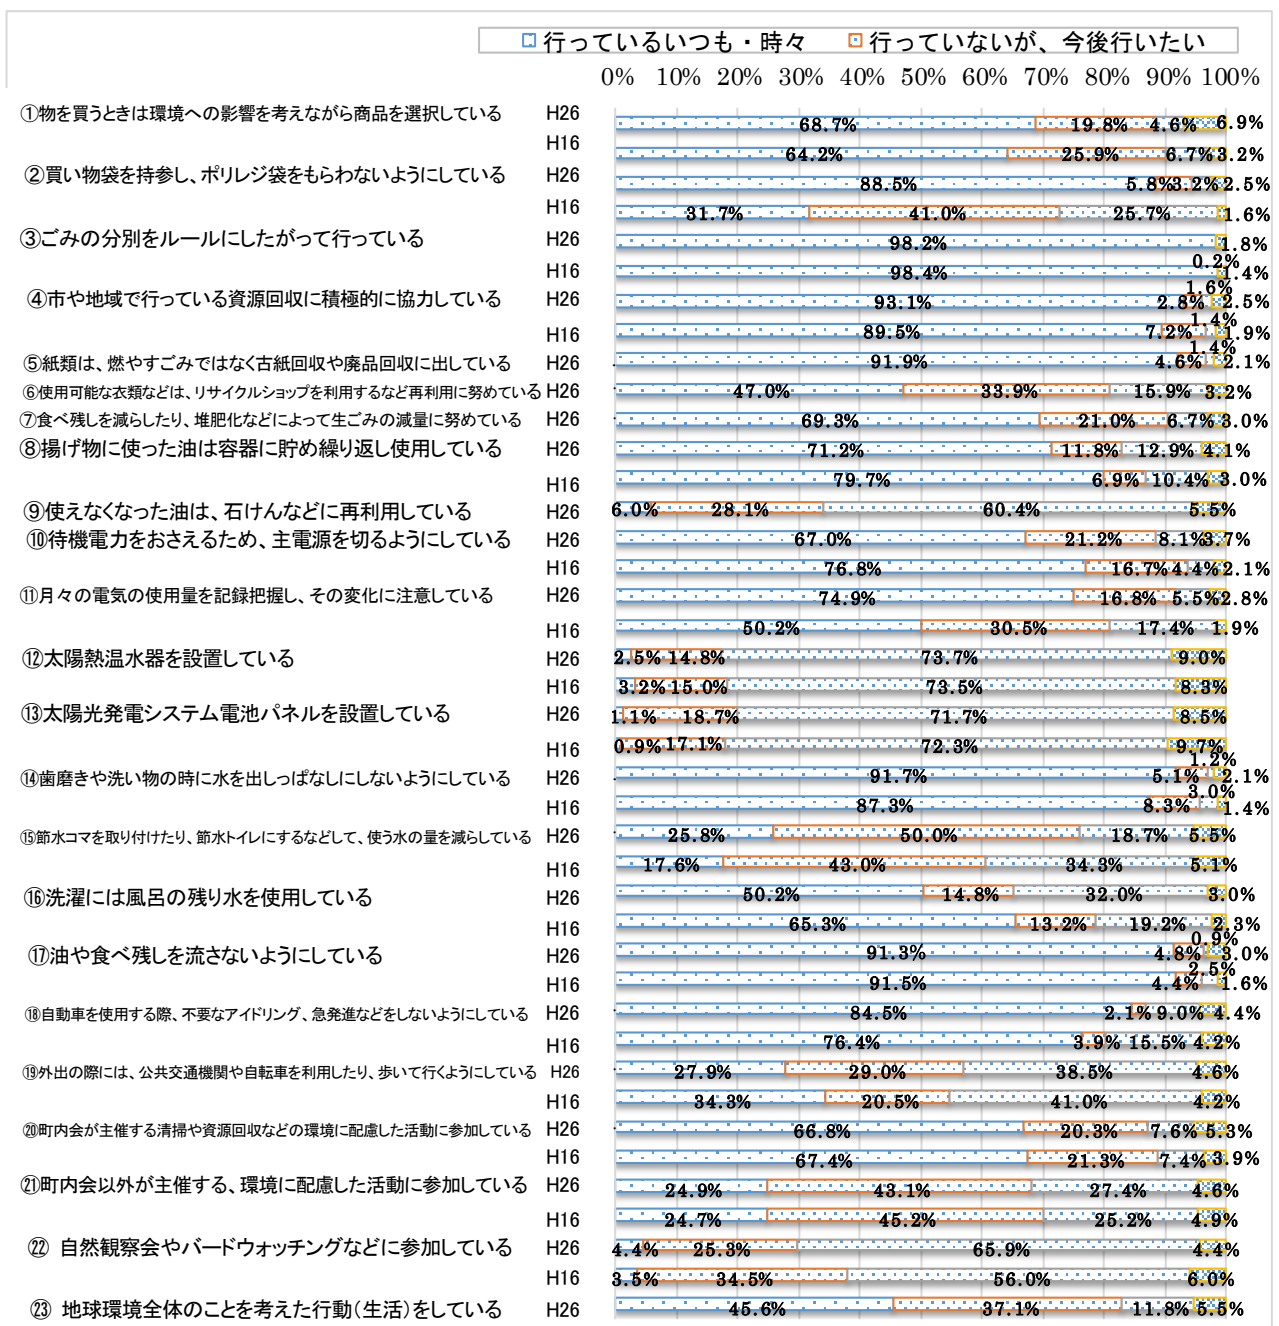 行っているいつも・時々 行っていないが、今後行いたい
0% 10% 20% 30% 40% 50% 60% 70% 80% 90% 100%
①物を買うときは環境への影響を考えながら商品を選択している H26 68.7% 19.8% 4.6% 6.9%
H16 64.2% 25.9% 6.7% 3.2%
②買い物袋を持参し、ポリレジ袋をもらわないようにしている H26 88.5% 5.8% 3.2% 2.5%
H16 31.7% 41.0% 25.7% 1.6%
③ごみの分別をルールにしたがって行っている H26 98.2% 1.8%
H16 98.4% 0.2% 1.4%
④市や地域で行っている資源回収に積極的に協力している H26 93.1% 2.8% 1.6% 2.5%
H16 89.5% 7.2% 1.4% 1.9%
⑤紙類は、燃やすごみではなく古紙回収や廃品回収に出している H26 91.9% 4.6% 1.4% 2.1%
⑥使用可能な衣類などは、リサイクルショップを利用するなど再利用に努めている H26 47.0% 33.9% 15.9% 3.2%
⑦食べ残しを減らしたり、堆肥化などによって生ごみの減量に努めている H26 69.3% 21.0% 6.7% 3.0%
⑧揚げ物に使った油は容器に貯め繰り返し使用している H26 71.2% 11.8% 12.9% 4.1%
H16 79.7% 6.9% 10.4% 3.0%
⑨使えなくなった油は、石けんなどに再利用している H26 6.0% 28.1% 60.4% 5.5%
⑩待機電力をおさえるため、主電源を切るようにしている H26 67.0% 21.2% 8.1% 3.7%
H16 76.8% 16.7% 4.4% 2.1%
⑪月々の電気の使用量を記録把握し、その変化に注意している H26 74.9% 16.8% 5.5% 2.8%
H16 50.2% 30.5% 17.4% 1.9%
⑫太陽熱温水器を設置している H26 2.5% 14.8% 73.7% 9.0%
H16 3.2% 15.0% 73.5% 8.3%
⑬太陽光発電システム電池パネルを設置している H26 1.1% 18.7% 71.7% 8.5%
H16 0.9% 17.1% 72.3% 9.7%
⑭歯磨きや洗い物の時に水を出しっぱなしにしないようにしている H26 91.7% 5.1% 1.2% 2.1%
H16 87.3% 8.3% 3.0% 1.4%
⑮節水コマを取り付けたり、節水トイレにするなどして、使う水の量を減らしている H26 25.8% 50.0% 18.7% 5.5%
H16 17.6% 43.0% 34.3% 5.1%
⑯洗濯には風呂の残り水を使用している H26 50.2% 14.8% 32.0% 3.0%
H16 65.3% 13.2% 19.2% 2.3%
⑰油や食べ残しを流さないようにしている H26 91.3% 4.8% 0.9% 3.0%
H16 91.5% 4.4% 2.5% 1.6%
⑱自動車を使用する際、不要なアイドリング、急発進などをしないようにしている H26 84.5% 2.1% 9.0% 4.4%
H16 76.4% 3.9% 15.5% 4.2%
⑲外出の際には、公共交通機関や自転車を利用したり、歩いて行くようにしている H26 27.9% 29.0% 38.5% 4.6%
H16 34.3% 20.5% 41.0% 4.2%
⑳町内会が主催する清掃や資源回収などの環境に配慮した活動に参加している H26 66.8% 20.3% 7.6% 5.3%
H16 67.4% 21.3% 7.4% 3.9%
㉑町内会以外が主催する、環境に配慮した活動に参加している H26 24.9% 43.1% 27.4% 4.6%
H16 24.7% 45.2% 25.2% 4.9%
㉒ 自然観察会やバードウォッチングなどに参加している H26 4.4% 25.3% 65.9% 4.4%
H16 3.5% 34.5% 56.0% 6.0%
㉓ 地球環境全体のことを考えた行動(生活)をしている H26 45.6% 37.1% 11.8% 5.5%